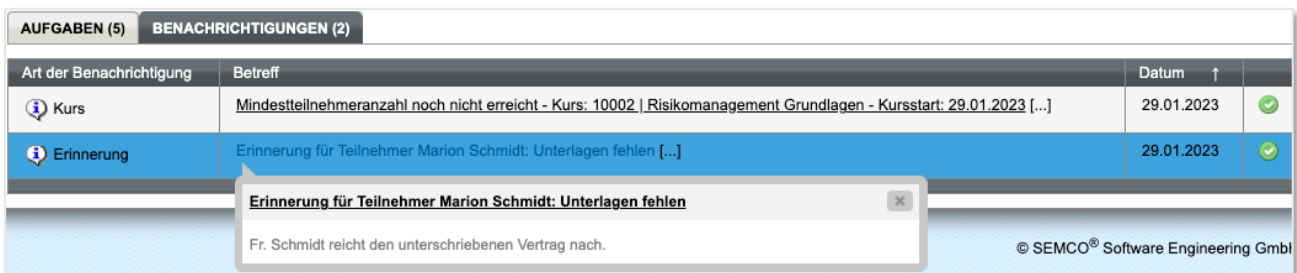 AUFGABEN (5) BENACHRICHTIGUNGEN (2)
Art der Benachrichtigung Betreff Datum ↑
Kurs Mindestteilnehmeranzahl noch nicht erreicht - Kurs: 10002 | Risikomanagement Grundlagen - Kursstart: 29.01.2023 [...] 29.01.2023
Erinnerung Erinnerung für Teilnehmer Marion Schmidt: Unterlagen fehlen [...] 29.01.2023
Erinnerung für Teilnehmer Marion Schmidt: Unterlagen fehlen
Fr. Schmidt reicht den unterschriebenen Vertrag nach.
© SEMCO® Software Engineering GmbH